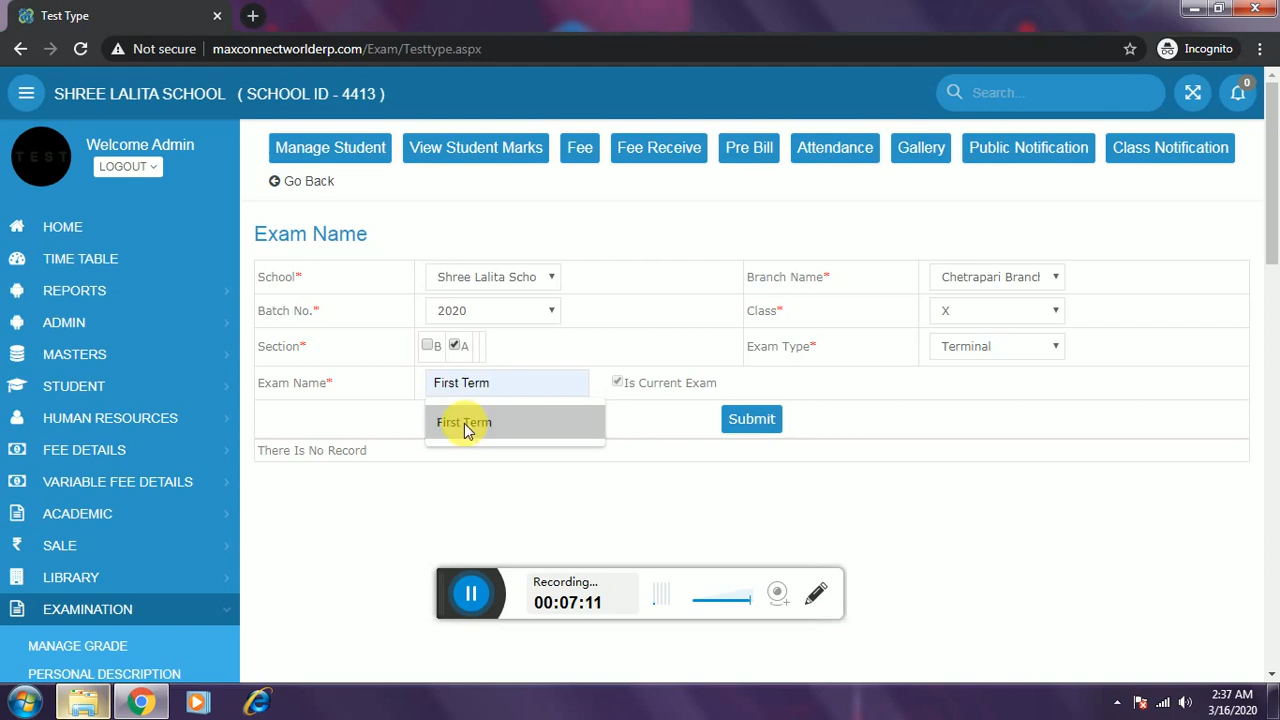 Test Type
Not secure maxconnectworlderp.com/Exam/Testtype.aspx Incognito
SHREE LALITA SCHOOL ( SCHOOL ID - 4413 ) Search... 0
TEST
Welcome Admin
LOGOUT
Manage Student View Student Marks Fee Fee Receive Pre Bill Attendance Gallery Public Notification Class Notification
Go Back
HOME
TIME TABLE
REPORTS
ADMIN
MASTERS
STUDENT
HUMAN RESOURCES
FEE DETAILS
VARIABLE FEE DETAILS
ACADEMIC
SALE
LIBRARY
EXAMINATION
MANAGE GRADE
PERSONAL DESCRIPTION
Exam Name
School* Shree Lalita Scho Branch Name* Chetrapari Branch
Batch No.* 2020 Class* X
Section* B A Exam Type* Terminal
Exam Name* First Term Is Current Exam
First Term Submit
There Is No Record
Recording...
00:07:11
2:37 AM
3/16/2020